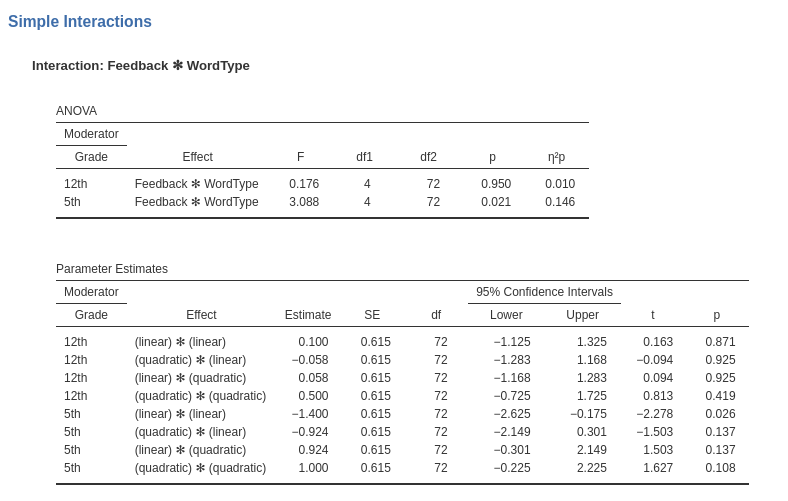 Simple Interactions
Interaction: Feedback ✻ WordType
ANOVA
Moderator
Grade Effect F df1 df2 p η²p
12th Feedback ✻ WordType 0.176 4 72 0.950 0.010
5th Feedback ✻ WordType 3.088 4 72 0.021 0.146
Parameter Estimates
Moderator 95% Confidence Intervals
Grade Effect Estimate SE df Lower Upper t p
12th (linear) ✻ (linear) 0.100 0.615 72 −1.125 1.325 0.163 0.871
12th (quadratic) ✻ (linear) −0.058 0.615 72 −1.283 1.168 −0.094 0.925
12th (linear) ✻ (quadratic) 0.058 0.615 72 −1.168 1.283 0.094 0.925
12th (quadratic) ✻ (quadratic) 0.500 0.615 72 −0.725 1.725 0.813 0.419
5th (linear) ✻ (linear) −1.400 0.615 72 −2.625 −0.175 −2.278 0.026
5th (quadratic) ✻ (linear) −0.924 0.615 72 −2.149 0.301 −1.503 0.137
5th (linear) ✻ (quadratic) 0.924 0.615 72 −0.301 2.149 1.503 0.137
5th (quadratic) ✻ (quadratic) 1.000 0.615 72 −0.225 2.225 1.627 0.108